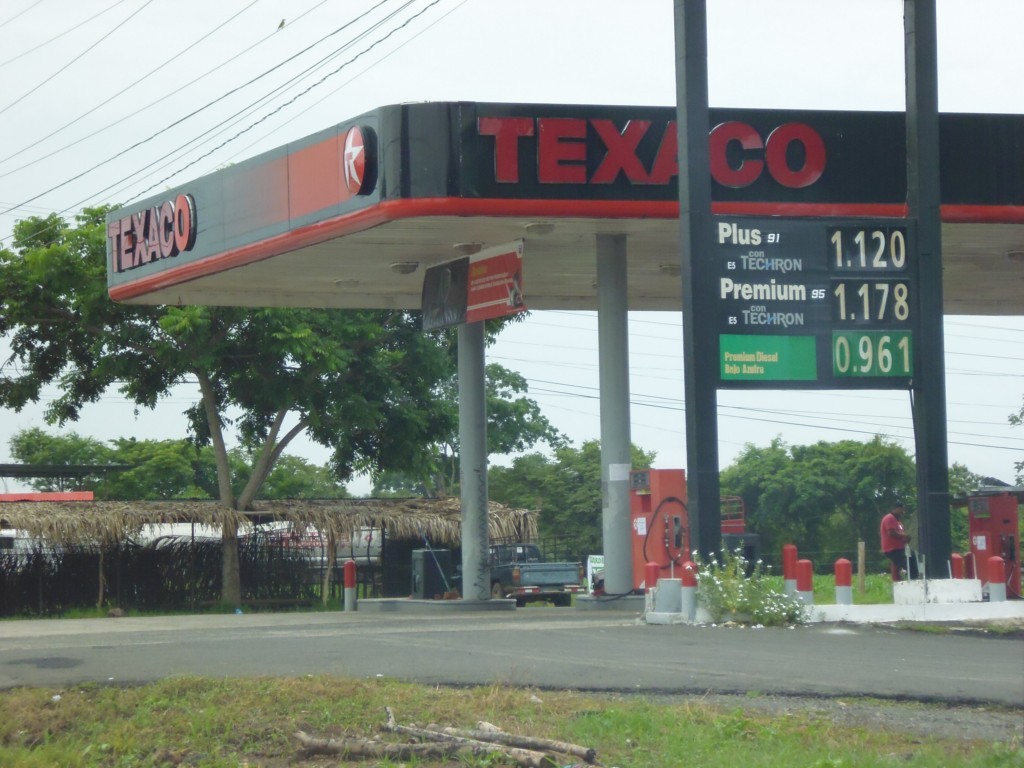 TEXACO
TEXACO
Plus 91 1.120
E5 con TECHRON
Premium 95 1.178
E5 con TECHRON
Premium Diesel 0.961
Bajo Azufre